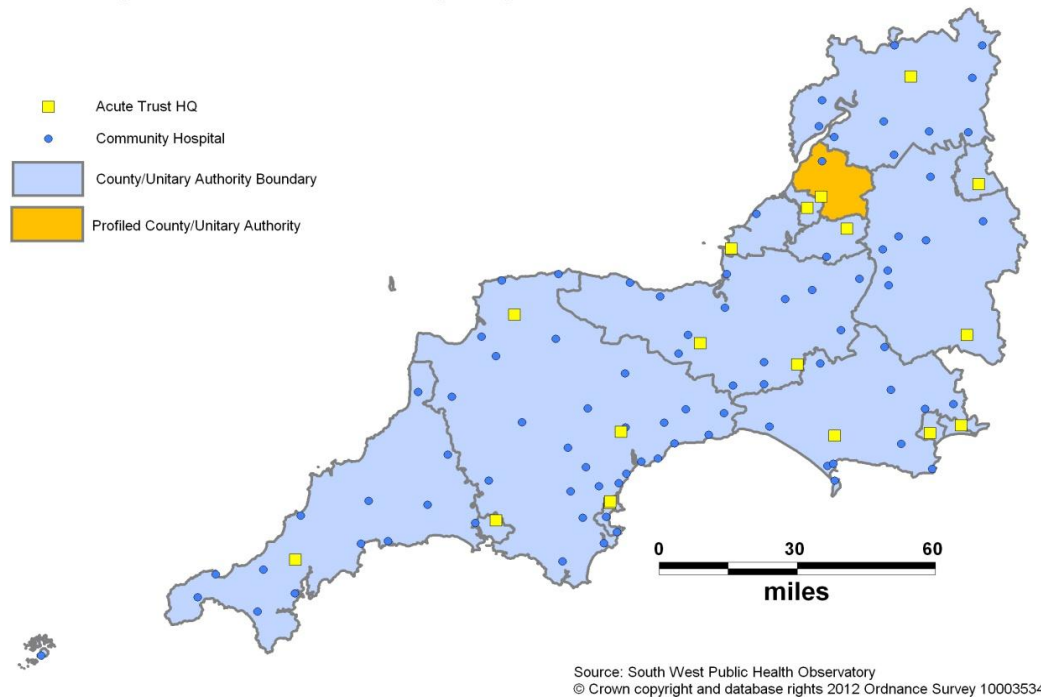 Acute Trust HQ
Community Hospital
County/Unitary Authority Boundary
Profiled County/Unitary Authority
0 30 60
miles
Source: South West Public Health Observatory
© Crown copyright and database rights 2012 Ordnance Survey 10003534